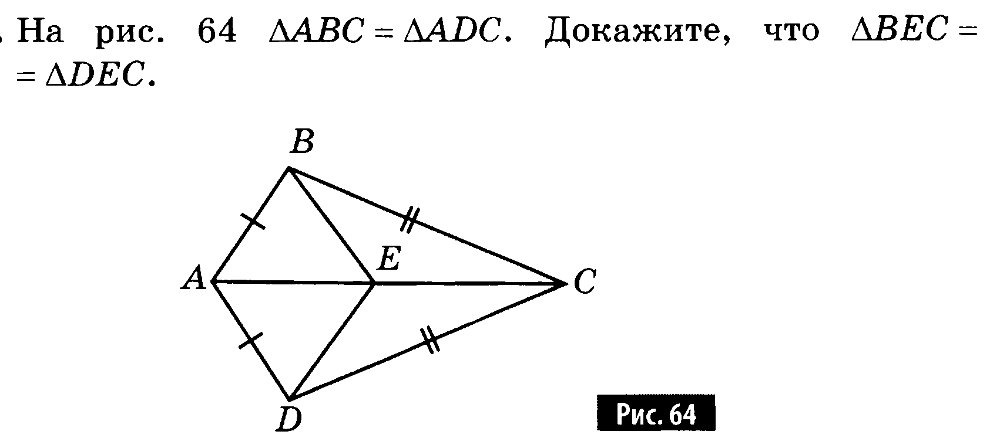 . На рис. 64 ΔABC = ΔADC. Докажите, что ΔBEC =
= ΔDEC.
B
E
A
C
D
Рис. 64